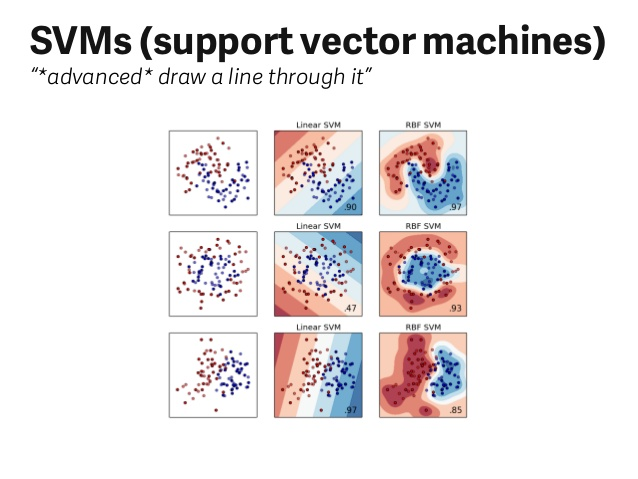 SVMs (support vector machines)
“*advanced* draw a line through it”
Linear SVM
RBF SVM
.90
.97
Linear SVM
RBF SVM
.47
.93
Linear SVM
RBF SVM
.97
.85